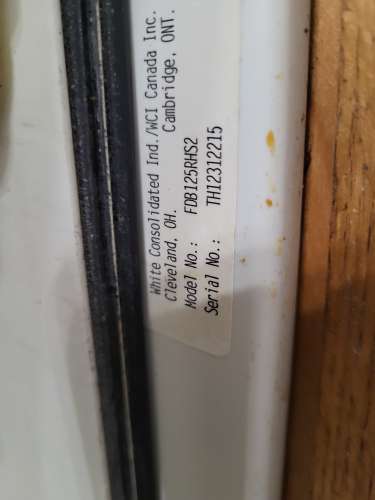 White Consolidated Ind./WCI Canada Inc.
Cleveland, OH. Cambridge, ONT.
Model No.: FDB125RHS2
Serial No.: TH12312215